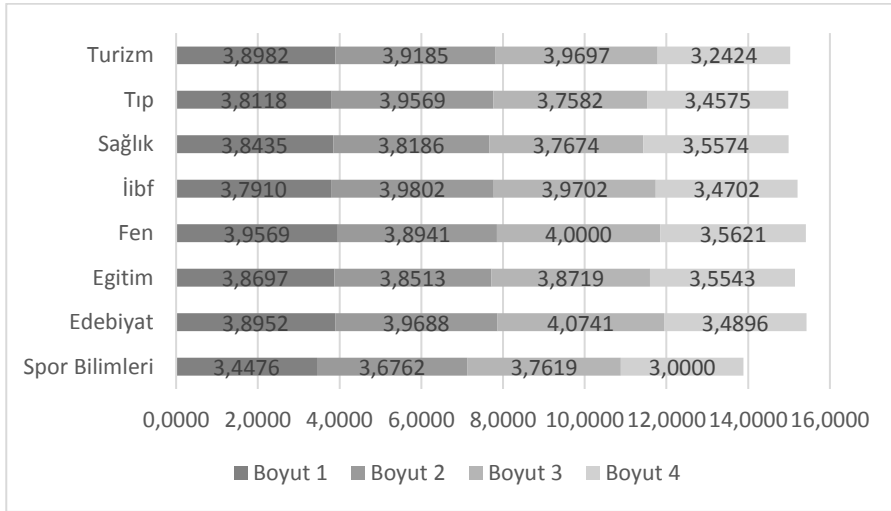 Turizm 3,8982 3,9185 3,9697 3,2424
Tıp 3,8118 3,9569 3,7582 3,4575
Sağlık 3,8435 3,8186 3,7674 3,5574
İibf 3,7910 3,9802 3,9702 3,4702
Fen 3,9569 3,8941 4,0000 3,5621
Egitim 3,8697 3,8513 3,8719 3,5543
Edebiyat 3,8952 3,9688 4,0741 3,4896
Spor Bilimleri 3,4476 3,6762 3,7619 3,0000
0,0000 2,0000 4,0000 6,0000 8,0000 10,0000 12,0000 14,0000 16,0000
Boyut 1 Boyut 2 Boyut 3 Boyut 4